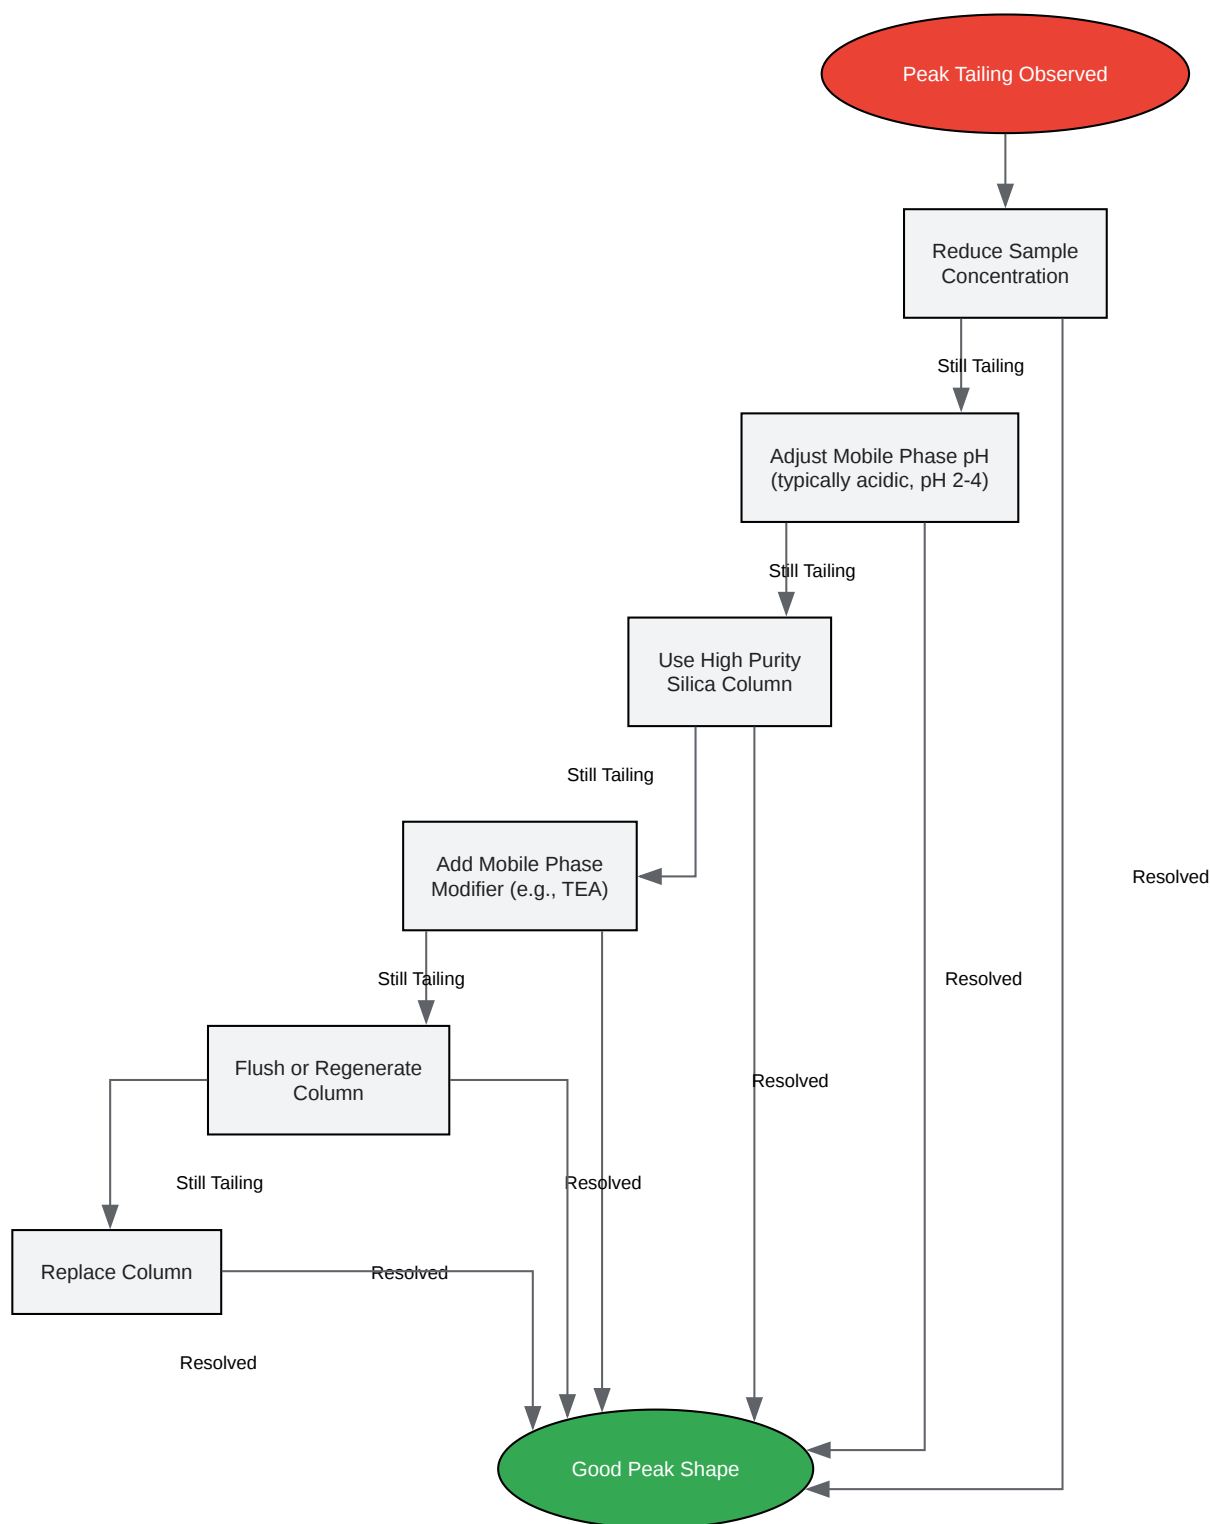 Peak Tailing Observed
Reduce Sample
Concentration
Still Tailing
Adjust Mobile Phase pH
(typically acidic, pH 2-4)
Still Tailing
Use High Purity
Silica Column
Still Tailing
Add Mobile Phase
Modifier (e.g., TEA)
Resolved
Still Tailing
Resolved
Flush or Regenerate
Column
Resolved
Still Tailing
Resolved
Replace Column
Resolved
Resolved
Good Peak Shape